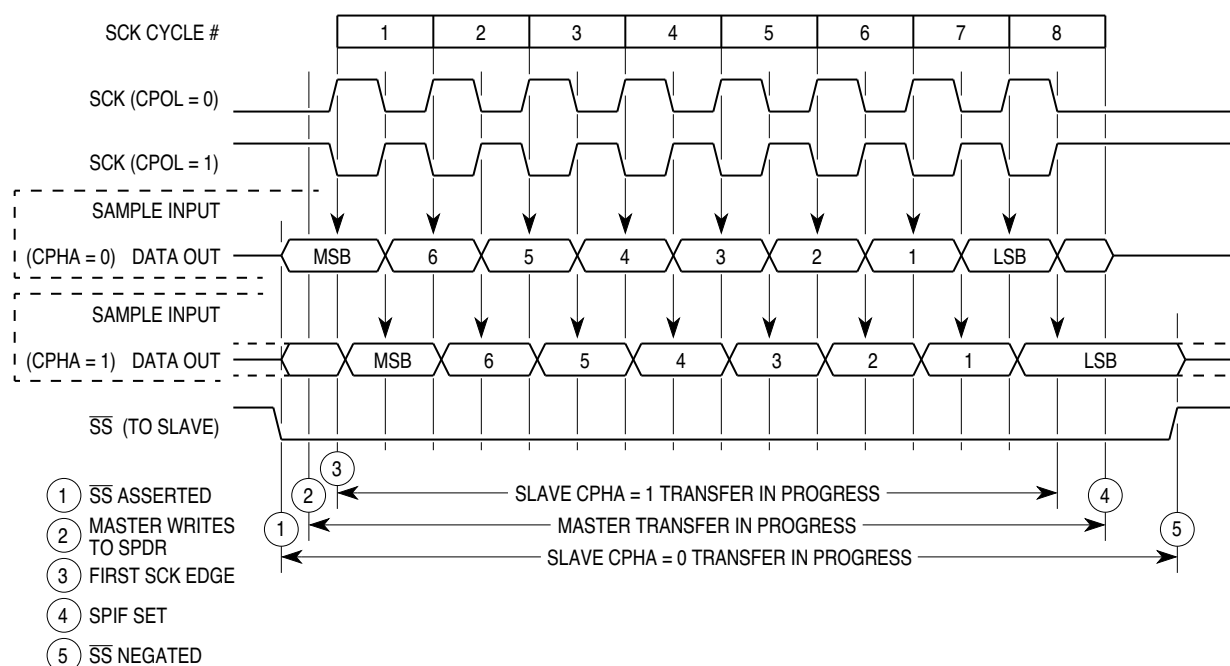 SCK CYCLE # 1 2 3 4 5 6 7 8
SCK (CPOL = 0)
SCK (CPOL = 1)
SAMPLE INPUT
(CPHA = 0) DATA OUT MSB 6 5 4 3 2 1 LSB
SAMPLE INPUT
(CPHA = 1) DATA OUT MSB 6 5 4 3 2 1 LSB
SS (TO SLAVE)
3
SLAVE CPHA = 1 TRANSFER IN PROGRESS
2 4
MASTER TRANSFER IN PROGRESS
1 5
SLAVE CPHA = 0 TRANSFER IN PROGRESS
1 SS ASSERTED
2 MASTER WRITES
TO SPDR
3 FIRST SCK EDGE
4 SPIF SET
5 SS NEGATED